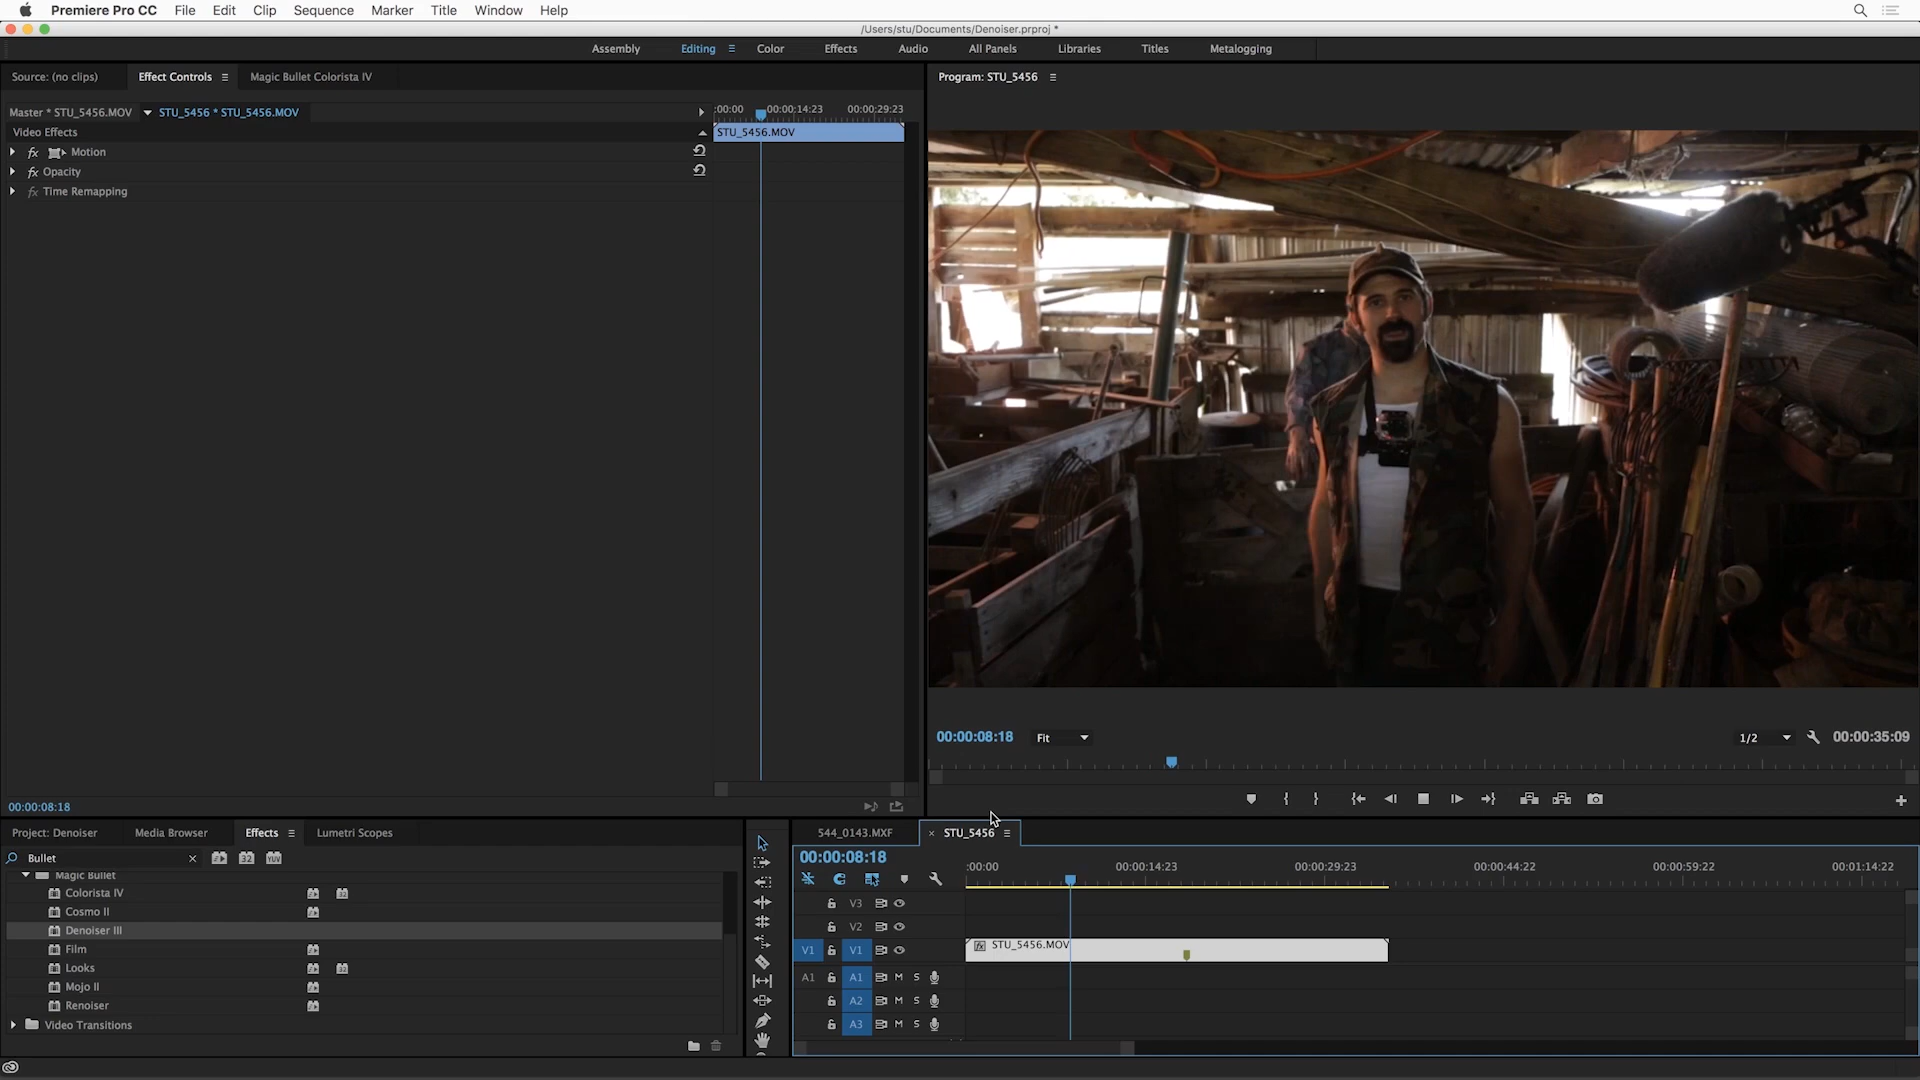 Premiere Pro CC File Edit Clip Sequence Marker Title Window Help
/Users/stu/Documents/Denoiser.prproj *
Assembly Editing Color Effects Audio All Panels Libraries Titles Metalogging
Source: (no clips) Effect Controls Magic Bullet Colorista IV
Program: STU_5456
Master * STU_5456.MOV STU_5456 * STU_5456.MOV
:00:00 00:00:14:23 00:00:29:23
Video Effects
STU_5456.MOV
fx Motion
fx Opacity
fx Time Remapping
00:00:08:18 Fit 1/2 00:00:35:09
00:00:08:18
Project: Denoiser Media Browser Effects Lumetri Scopes
544_0143.MXF × STU_5456
Bullet × 32 YUV
00:00:08:18
:00:00 00:00:14:23 00:00:29:23 00:00:44:22 00:00:59:22 00:01:14:22
Magic Bullet
Colorista IV
Cosmo II
Denoiser III
Film
Looks
Mojo II
Renoiser
Video Transitions
V3
V2
V1 V1 fx STU_5456.MOV
A1 A1 M S
A2 M S
A3 M S